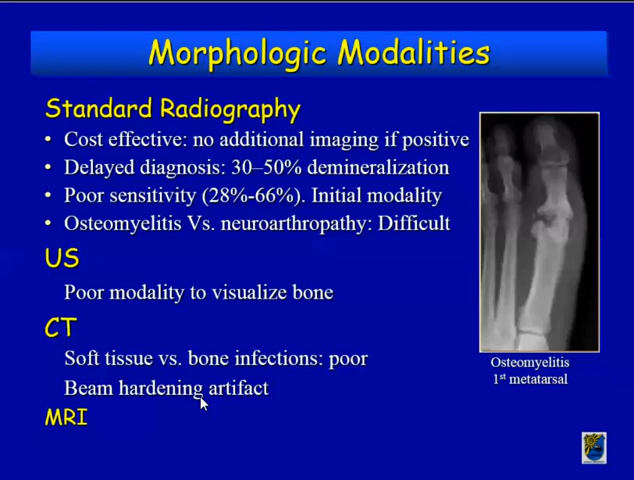 Morphologic Modalities
Standard Radiography
• Cost effective: no additional imaging if positive
• Delayed diagnosis: 30–50% demineralization
• Poor sensitivity (28%-66%). Initial modality
• Osteomyelitis Vs. neuroarthropathy: Difficult
US
Poor modality to visualize bone
CT
Soft tissue vs. bone infections: poor
Beam hardening artifact
MRI
Osteomyelitis
1st metatarsal